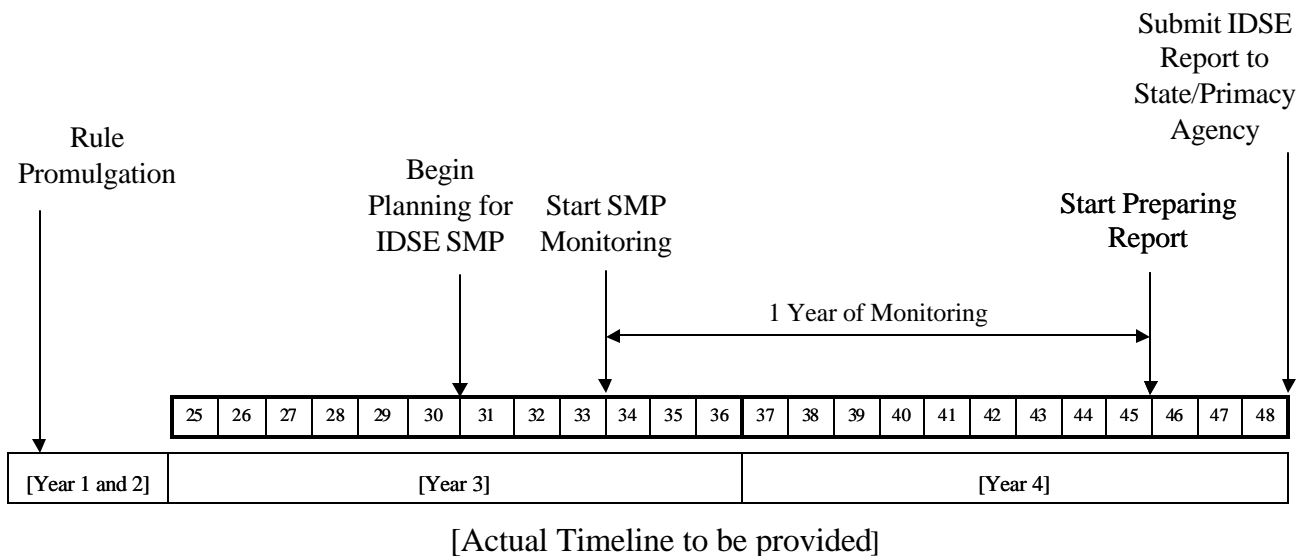 Submit IDSE
Report to
State/Primacy
Agency
Rule
Promulgation
Begin
Planning for
IDSE SMP
Start SMP
Monitoring
Start Preparing
Report
1 Year of Monitoring
25 26 27 28 29 30 31 32 33 34 35 36 37 38 39 40 41 42 43 44 45 46 47 48
[Year 1 and 2] [Year 3] [Year 4]
[Actual Timeline to be provided]